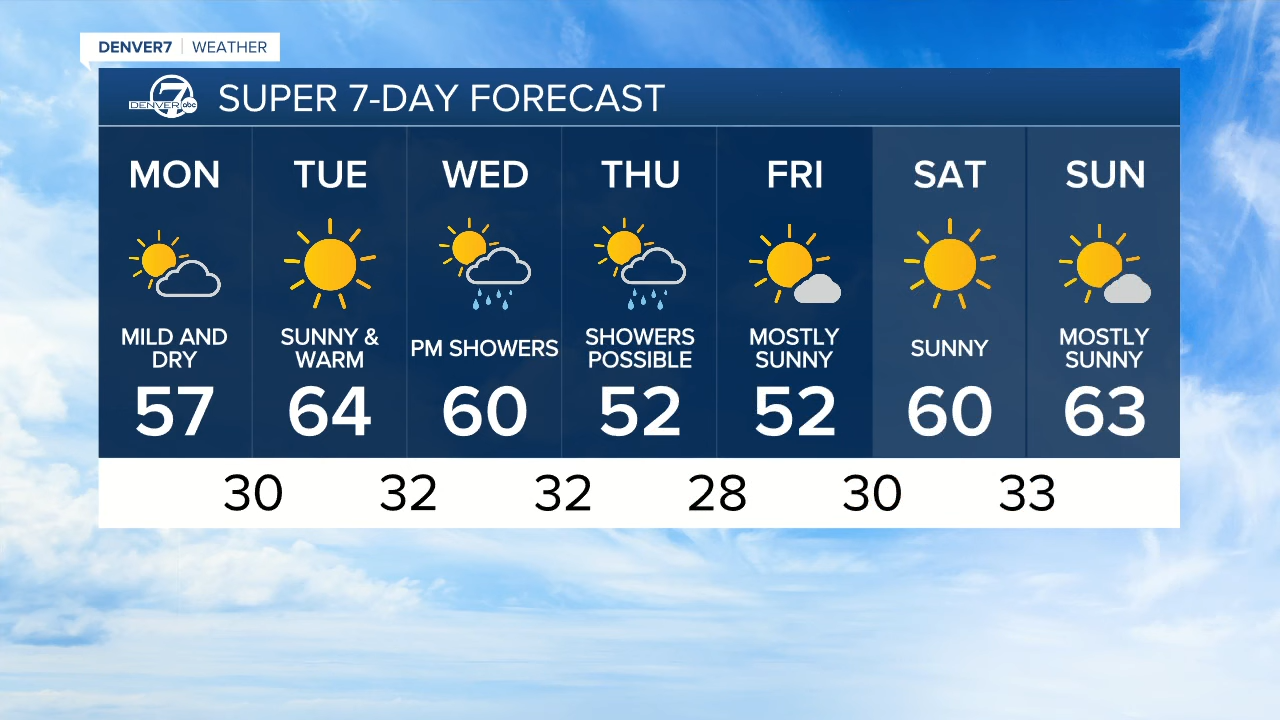 DENVER7 | WEATHER
DENVER 7 abc
SUPER 7-DAY FORECAST
MON TUE WED THU FRI SAT SUN
MILD AND DRY
SUNNY & WARM
PM SHOWERS
SHOWERS POSSIBLE
MOSTLY SUNNY
SUNNY
MOSTLY SUNNY
57 64 60 52 52 60 63
30 32 32 28 30 33